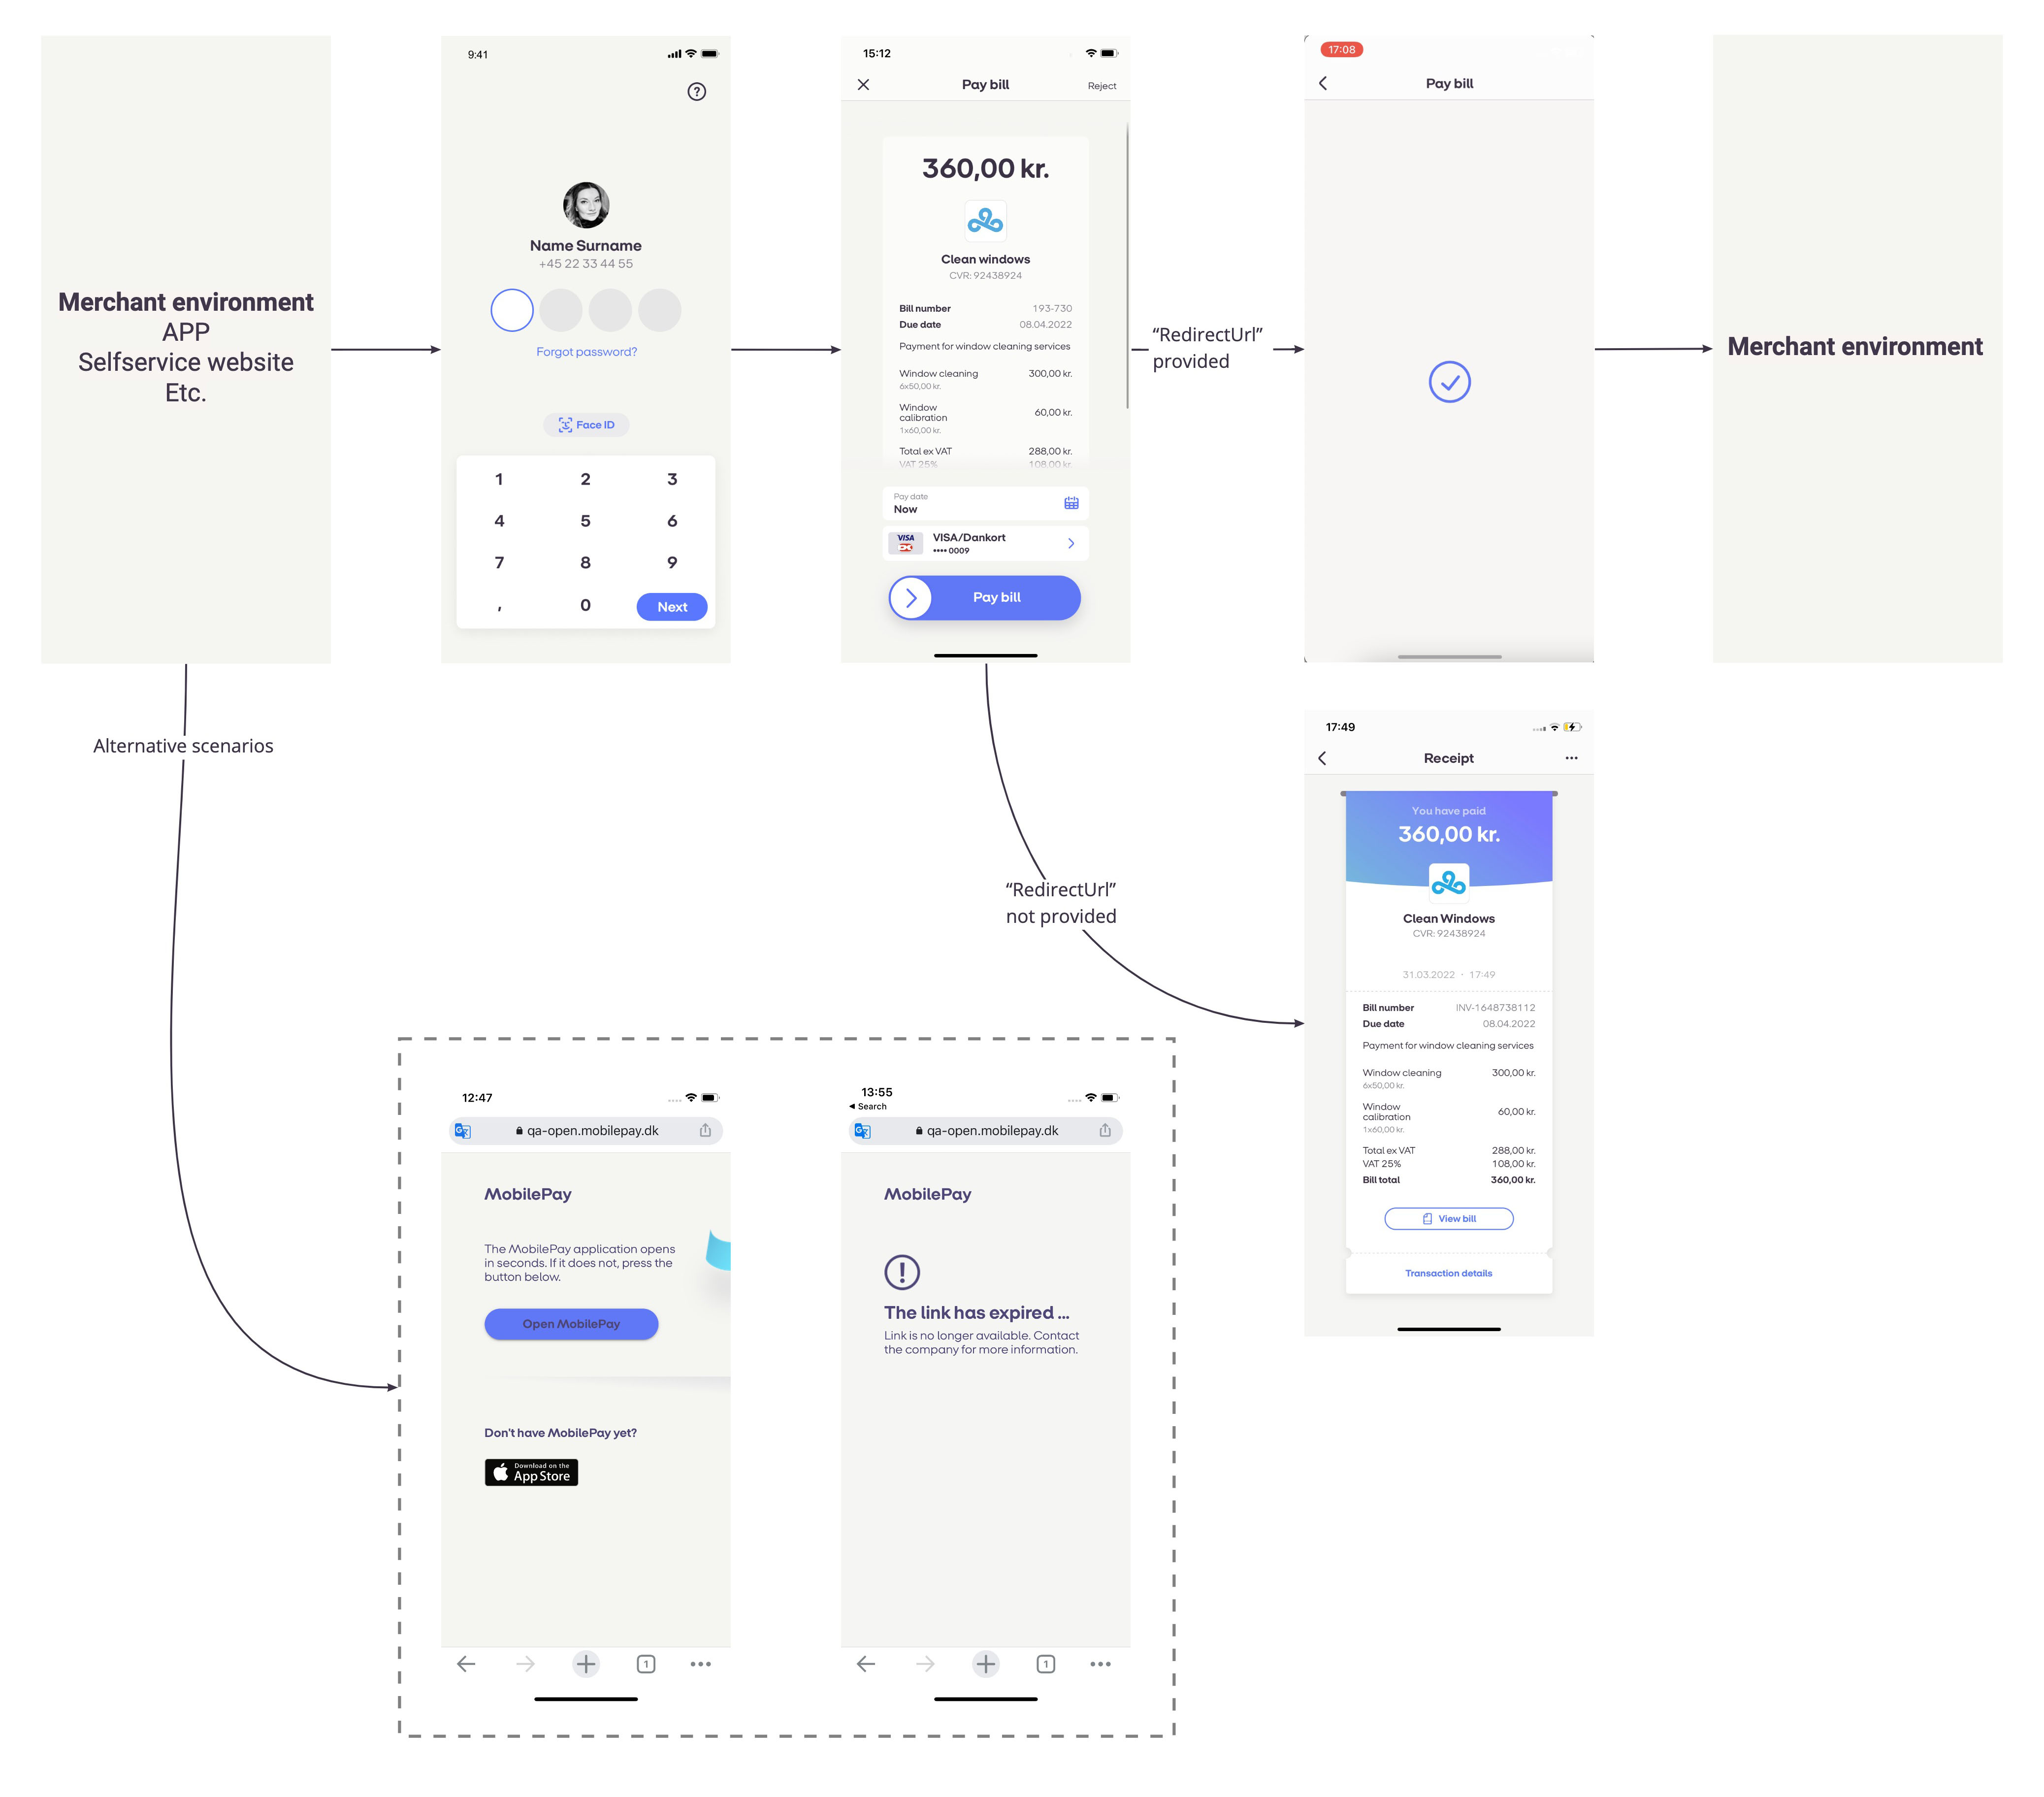 Merchant environment
APP
Selfservice website
Etc.
9:41
?
Name Surname
+45 22 33 44 55
Forgot password?
Face ID
1 2 3
4 5 6
7 8 9
, 0 Next
15:12
Pay bill Reject
360,00 kr.
Clean windows
CVR: 92438924
Bill number 193-730
Due date 08.04.2022
Payment for window cleaning services
Window cleaning 300,00 kr.
6x50,00 kr.
Window
calibration 60,00 kr.
1x60,00 kr.
Total ex VAT 288,00 kr.
VAT 25% 108,00 kr.
Pay date
Now
VISA VISA/Dankort
•••• 0009
Pay bill
“RedirectUrl”
provided
17:08
Pay bill
Merchant environment
Alternative scenarios
“RedirectUrl”
not provided
17:49
Receipt
You have paid
360,00 kr.
Clean Windows
CVR: 92438924
31.03.2022 · 17:49
Bill number INV-1648738112
Due date 08.04.2022
Payment for window cleaning services
Window cleaning 300,00 kr.
6x50,00 kr.
Window
calibration 60,00 kr.
1x60,00 kr.
Total ex VAT 288,00 kr.
VAT 25% 108,00 kr.
Bill total 360,00 kr.
View bill
Transaction details
12:47
qa-open.mobilepay.dk
MobilePay
The MobilePay application opens
in seconds. If it does not, press the
button below.
Open MobilePay
Don't have MobilePay yet?
Download on the
App Store
1
13:55
◀ Search
qa-open.mobilepay.dk
MobilePay
!
The link has expired ...
Link is no longer available. Contact
the company for more information.
1